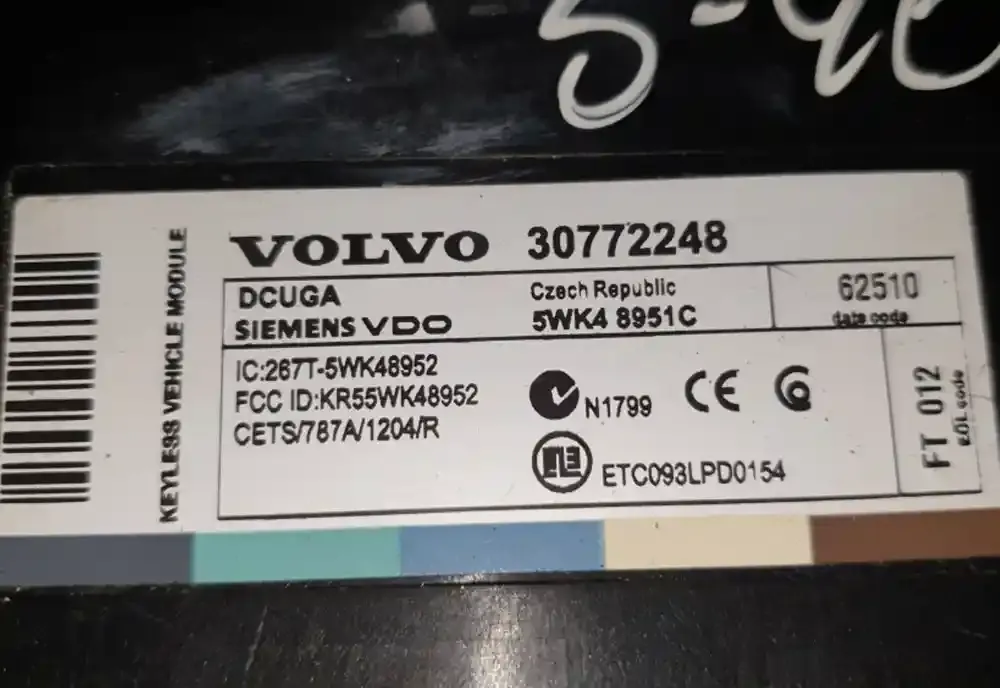 KEYLESS VEHICLE MODULE
VOLVO 30772248
DCUGA
SIEMENS VDO
Czech Republic
5WK4 8951C
62510
date code
IC:267T-5WK48952
FCC ID:KR55WK48952
CETS/787A/1204/R
N1799
CE
ETC093LPD0154
FT 012
EOL code